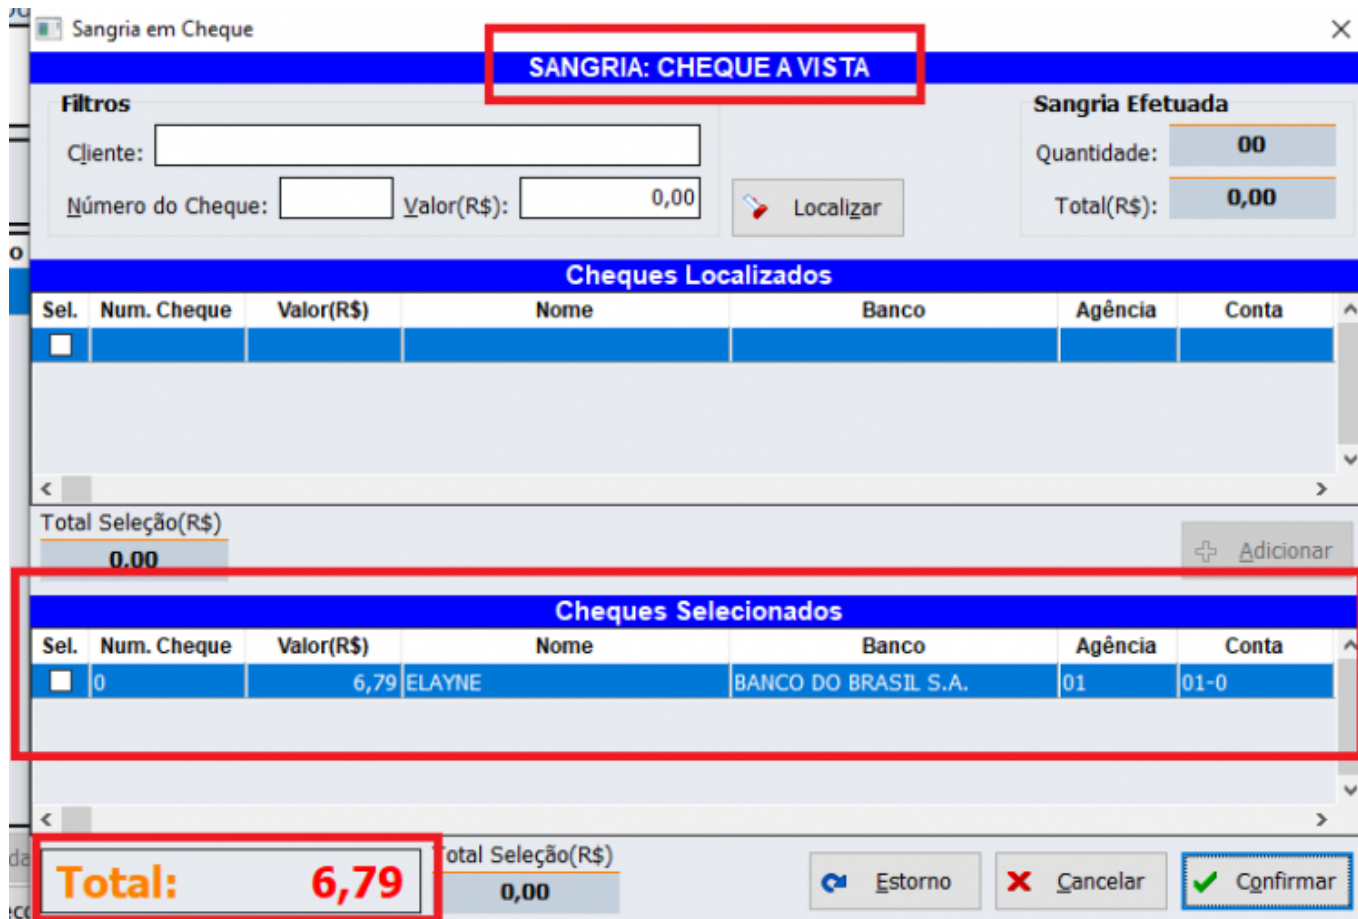 Sangria em Cheque
SANGRIA: CHEQUE A VISTA
Filtros
Sangria Efetuada
Cliente:
Quantidade: 00
Número do Cheque: Valor(R$): 0,00 Localizar
Total(R$): 0,00
Cheques Localizados
Sel. Num. Cheque Valor(R$) Nome Banco Agência Conta
Total Seleção(R$)
0,00
Adicionar
Cheques Selecionados
Sel. Num. Cheque Valor(R$) Nome Banco Agência Conta
0 6,79 ELAYNE BANCO DO BRASIL S.A. 01 01-0
Total: 6,79
Total Seleção(R$)
0,00
Estorno Cancelar Confirmar